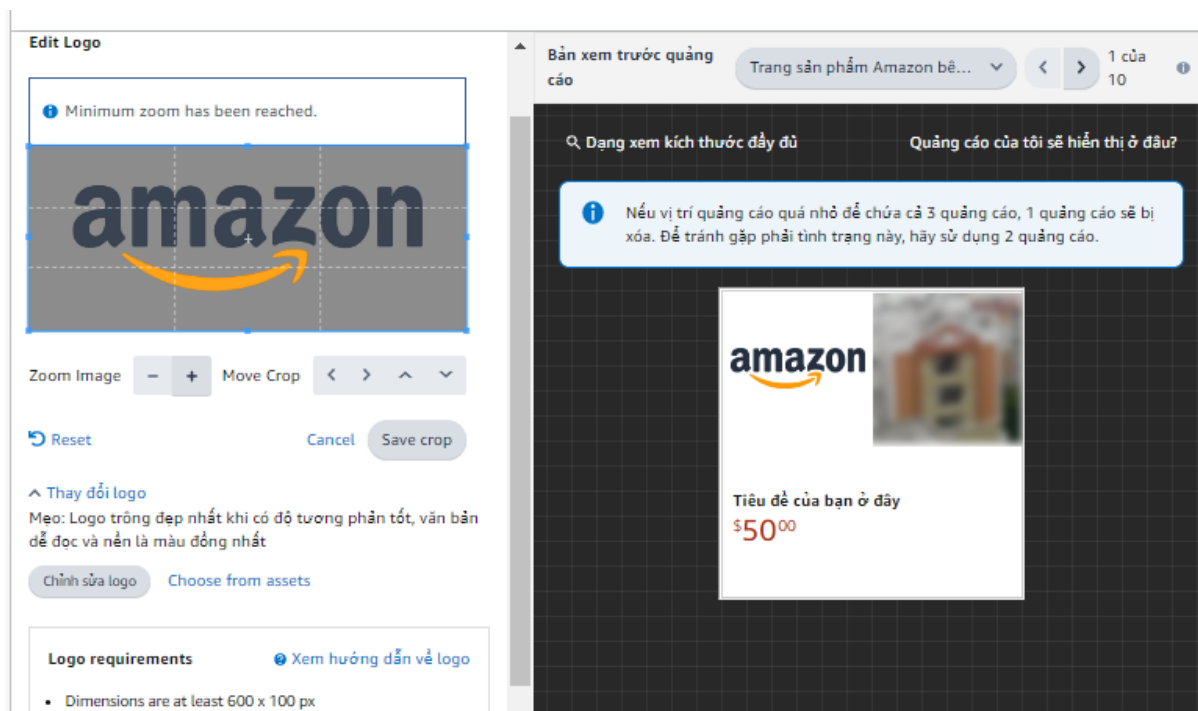 Edit Logo
Minimum zoom has been reached.
amazon
Zoom Image
Move Crop
Reset
Cancel
Save crop
Thay đổi logo
Mẹo: Logo trông đẹp nhất khi có độ tương phản tốt, văn bản
dễ đọc và nền là màu đồng nhất
Chỉnh sửa logo
Choose from assets
Logo requirements
Xem hướng dẫn về logo
• Dimensions are at least 600 x 100 px
Bản xem trước quảng
cáo
Trang sản phẩm Amazon bê...
1 của
10
Dạng xem kích thước đầy đủ
Quảng cáo của tôi sẽ hiển thị ở đâu?
Nếu vị trí quảng cáo quá nhỏ để chứa cả 3 quảng cáo, 1 quảng cáo sẽ bị
xóa. Để tránh gặp phải tình trạng này, hãy sử dụng 2 quảng cáo.
amazon
Tiêu đề của bạn ở đây
$5000